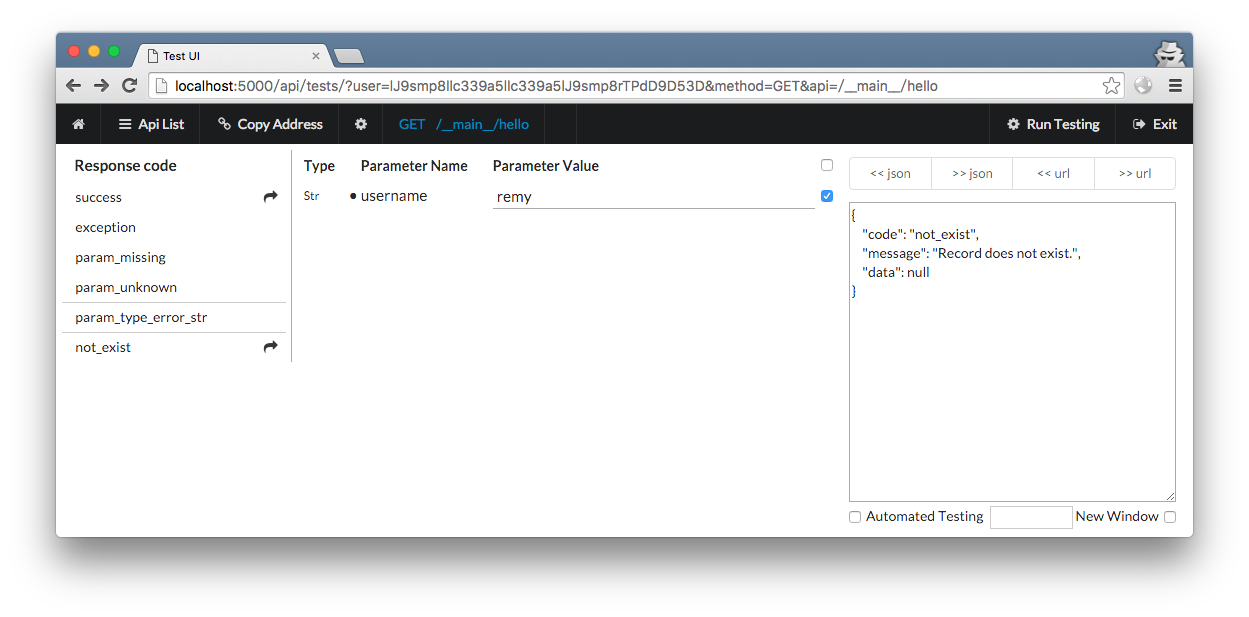 Test UI
localhost:5000/api/tests/?user=lJ9smp8llc339a5llc339a5lJ9smp8rTPdD9D53D&method=GET&api=/__main__/hello
Api List Copy Address GET /__main__/hello Run Testing Exit
Response code
success
exception
param_missing
param_unknown
param_type_error_str
not_exist
Type Parameter Name Parameter Value
Str • username remy
<< json >> json << url >> url
{
"code": "not_exist",
"message": "Record does not exist.",
"data": null
}
Automated Testing New Window